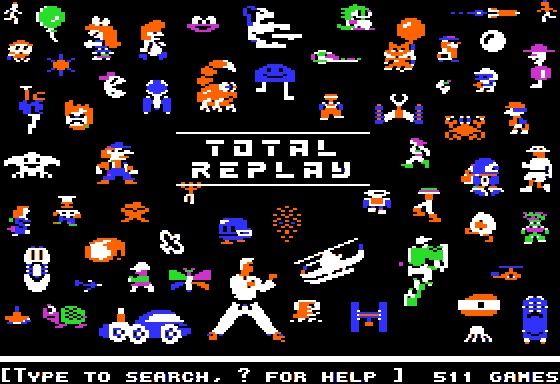 TOTAL
REPLAY
[TYPE TO SEARCH, ? FOR HELP ] 511 GAMES